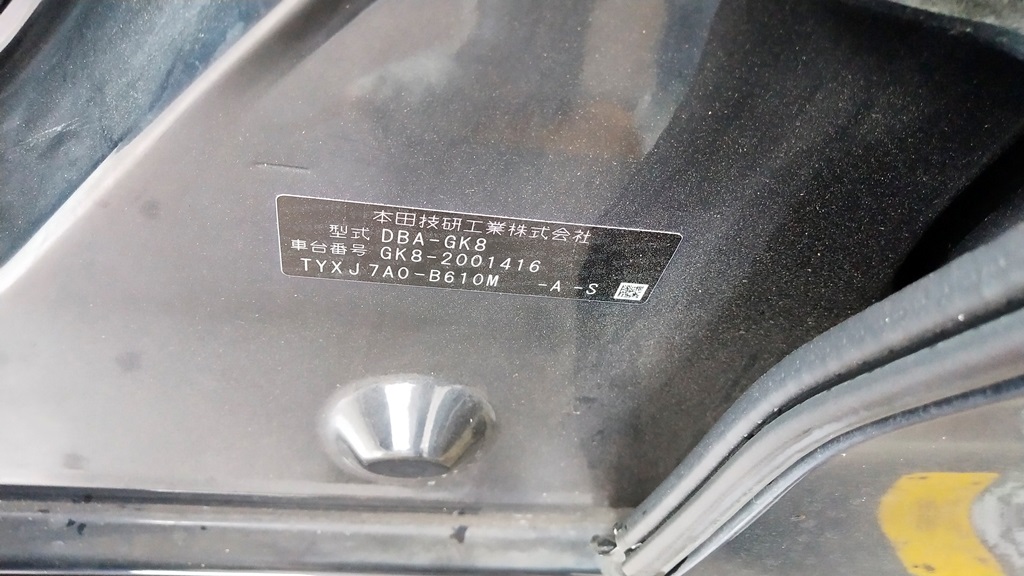 本田技研工業株式会社
型式 DBA-GK8
車台番号 GK8-2001416
TYXJ7A0-B610M -A -S